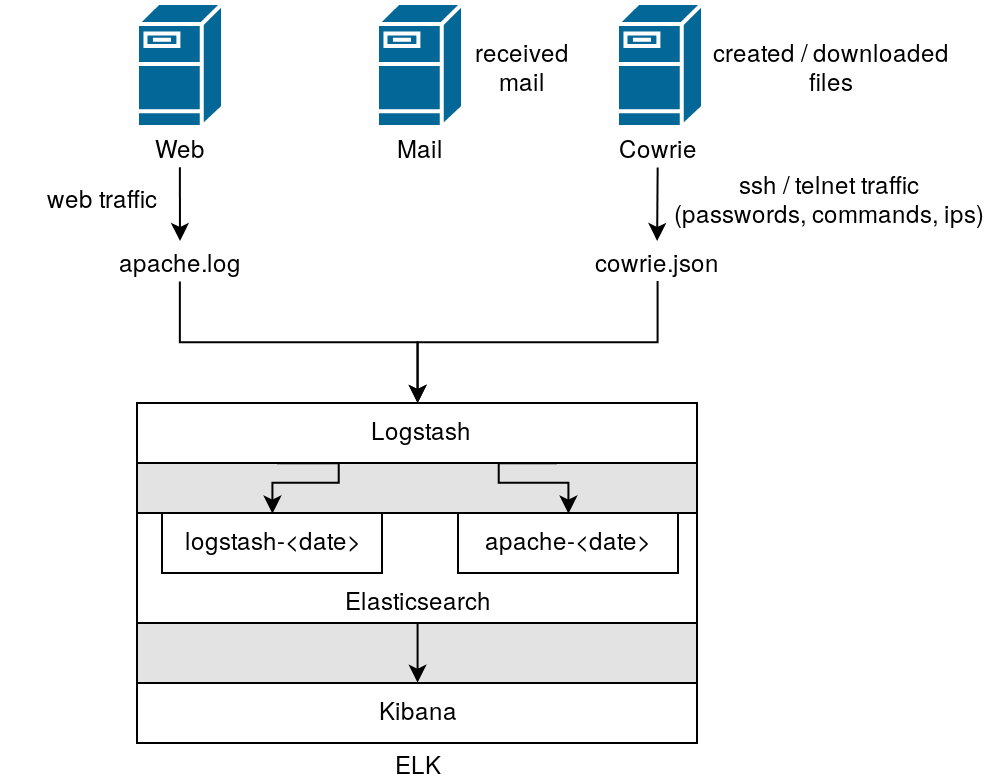 received
mail
created / downloaded
files
Web
Mail
Cowrie
web traffic
ssh / telnet traffic
(passwords, commands, ips)
apache.log
cowrie.json
Logstash
logstash-<date>
apache-<date>
Elasticsearch
Kibana
ELK